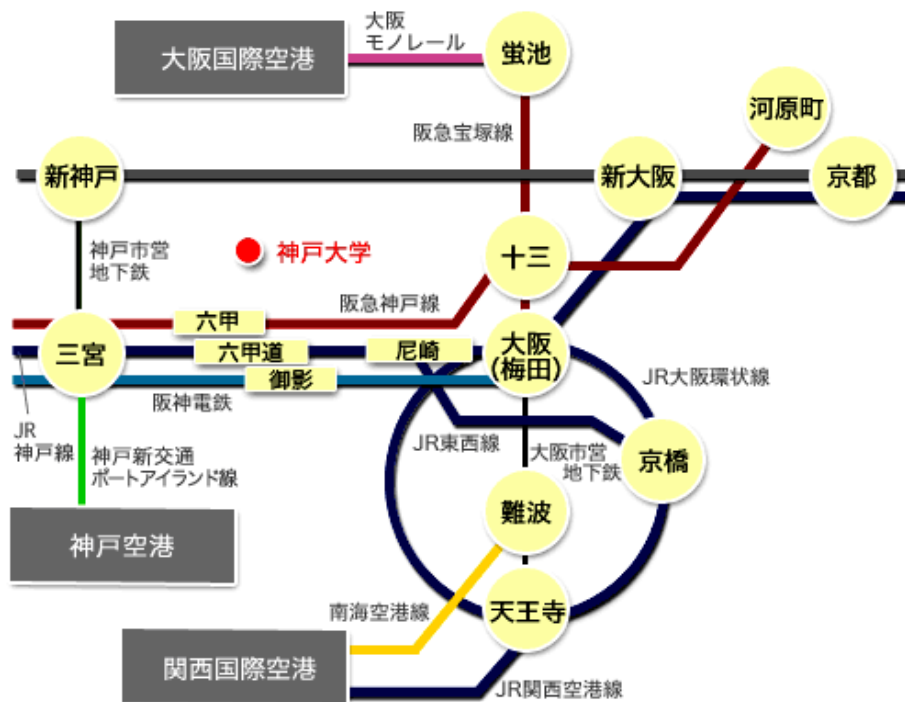 大阪
モノレール
大阪国際空港
蛍池
河原町
阪急宝塚線
新神戸
新大阪
京都
神戸市営
地下鉄
神戸大学
十三
阪急神戸線
六甲
三宮
六甲道
尼崎
大阪
(梅田)
御影
JR大阪環状線
阪神電鉄
JR
神戸線
神戸新交通
ポートアイランド線
JR東西線
大阪市営
地下鉄
京橋
難波
神戸空港
南海空港線
天王寺
関西国際空港
JR関西空港線